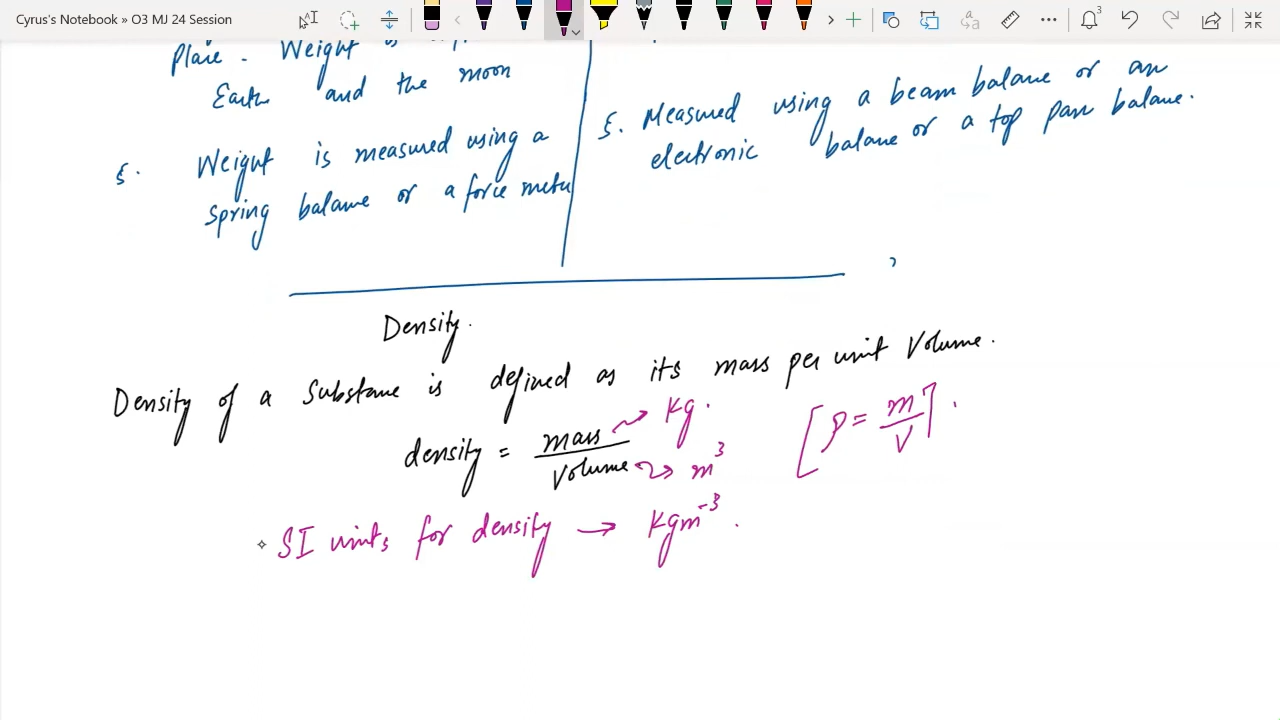 Cyrus's Notebook » O3 MJ 24 Session
3
Place. Weight is
Earth and the moon
5. Weight is measured using a
spring balance or a force meter
5. Measured using a beam balance or an
electronic balance or a top pan balance.
Density.
Density of a substance is defined as its mass per unit volume.
density = mass / volume
→ kg.
→ m³
[ρ = m/V].
SI units for density → kgm⁻³.